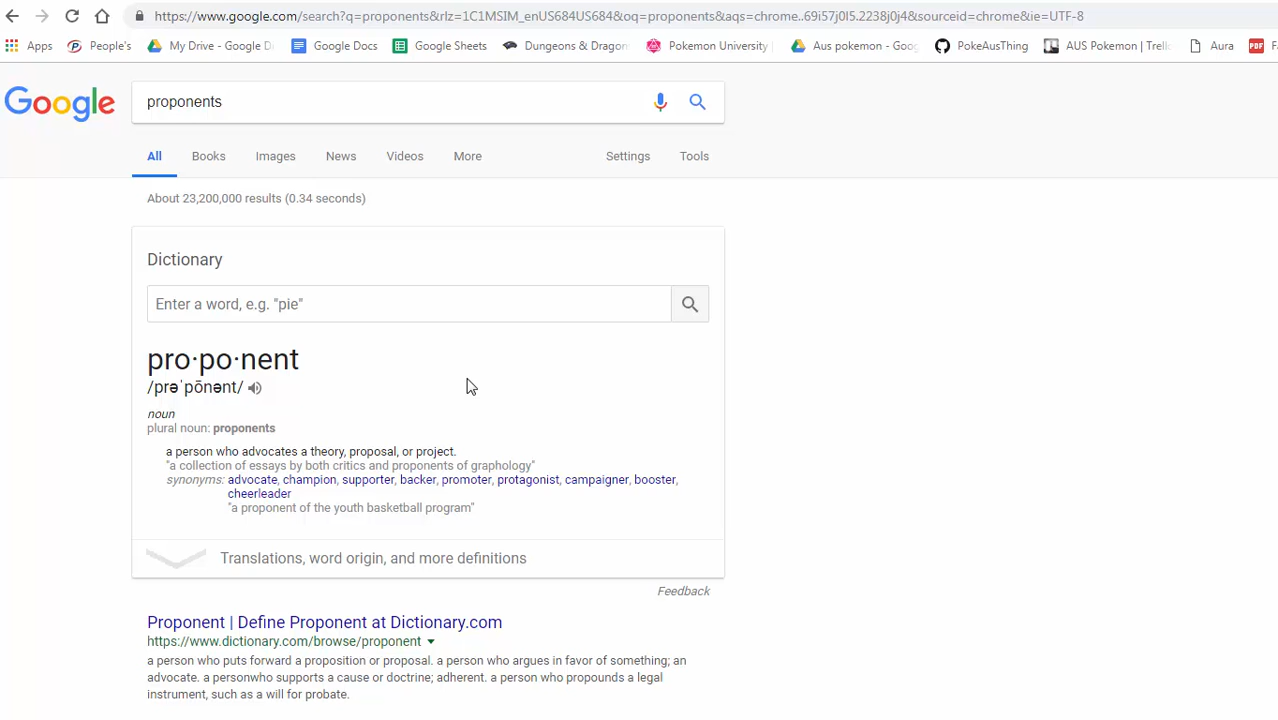 https://www.google.com/search?q=proponents&rlz=1C1MSIM_enUS684US684&oq=proponents&aqs=chrome..69i57j0l5.2238j0j4&sourceid=chrome&ie=UTF-8
Apps People's My Drive - Google D Google Docs Google Sheets Dungeons & Dragon Pokemon University Aus pokemon - Goo PokeAusThing AUS Pokemon | Trell Aura PDF F
Google proponents
All Books Images News Videos More Settings Tools
About 23,200,000 results (0.34 seconds)
Dictionary
Enter a word, e.g. "pie"
pro·po·nent
/prəˈpōnənt/
noun
plural noun: proponents
a person who advocates a theory, proposal, or project.
"a collection of essays by both critics and proponents of graphology"
synonyms: advocate, champion, supporter, backer, promoter, protagonist, campaigner, booster,
cheerleader
"a proponent of the youth basketball program"
Translations, word origin, and more definitions
Feedback
Proponent | Define Proponent at Dictionary.com
https://www.dictionary.com/browse/proponent
a person who puts forward a proposition or proposal. a person who argues in favor of something; an
advocate. a personwho supports a cause or doctrine; adherent. a person who propounds a legal
instrument, such as a will for probate.